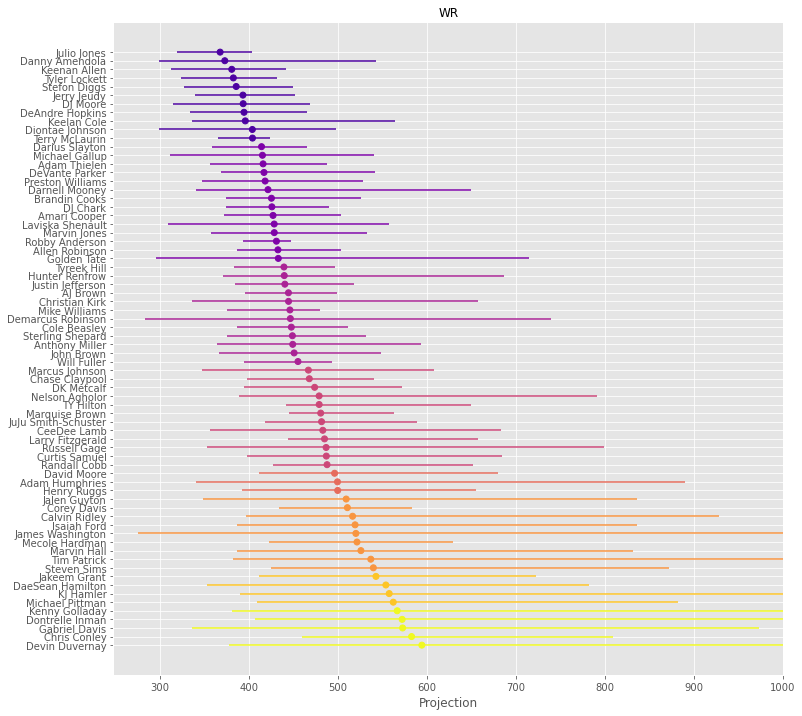 WR
Julio Jones
Danny Amendola
Keenan Allen
Tyler Lockett
Stefon Diggs
Jerry Jeudy
DJ Moore
DeAndre Hopkins
Keelan Cole
Diontae Johnson
Terry McLaurin
Darius Slayton
Michael Gallup
Adam Thielen
DeVante Parker
Preston Williams
Darnell Mooney
Brandin Cooks
DJ Chark
Amari Cooper
Laviska Shenault
Marvin Jones
Robby Anderson
Allen Robinson
Golden Tate
Tyreek Hill
Hunter Renfrow
Justin Jefferson
AJ Brown
Christian Kirk
Mike Williams
Demarcus Robinson
Cole Beasley
Sterling Shepard
Anthony Miller
John Brown
Will Fuller
Marcus Johnson
Chase Claypool
DK Metcalf
Nelson Agholor
TY Hilton
Marquise Brown
JuJu Smith-Schuster
CeeDee Lamb
Larry Fitzgerald
Russell Gage
Curtis Samuel
Randall Cobb
David Moore
Adam Humphries
Henry Ruggs
Jalen Guyton
Corey Davis
Calvin Ridley
Isaiah Ford
James Washington
Mecole Hardman
Marvin Hall
Tim Patrick
Steven Sims
Jakeem Grant
DaeSean Hamilton
KJ Hamler
Michael Pittman
Kenny Golladay
Dontrelle Inman
Gabriel Davis
Chris Conley
Devin Duvernay
300 400 500 600 700 800 900 1000
Projection